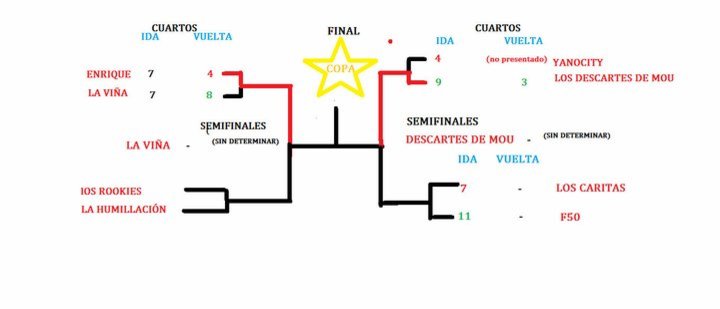 CUARTOS
IDA VUELTA
ENRIQUE 7 4
LA VIÑA 7 8
SEMIFINALES
LA VIÑA - (SIN DETERMINAR)
lOS ROOKIES
LA HUMILLACIÓN
FINAL
COPA
CUARTOS
IDA VUELTA
4 (no presentado) YANOCITY
9 3 LOS DESCARTES DE MOU
SEMIFINALES
DESCARTES DE MOU - (SIN DETERMINAR)
IDA VUELTA
7 - LOS CARITAS
11 - F50